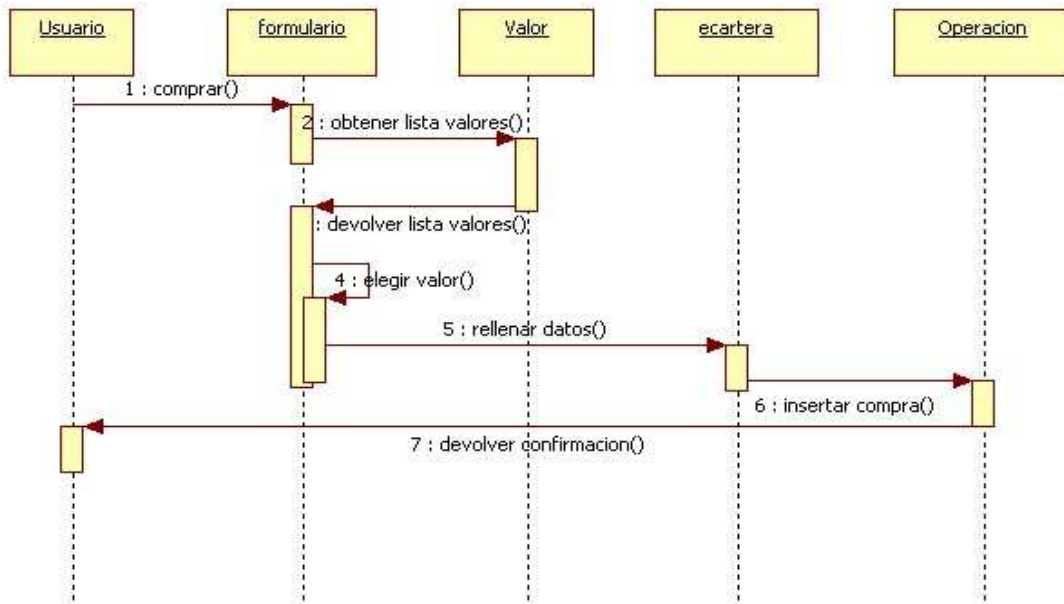 Usuario
formulario
Valor
ecartera
Operacion
1 : comprar()
2 : obtener lista valores()
: devolver lista valores()
4 : elegir valor()
5 : rellenar datos()
6 : insertar compra()
7 : devolver confirmacion()